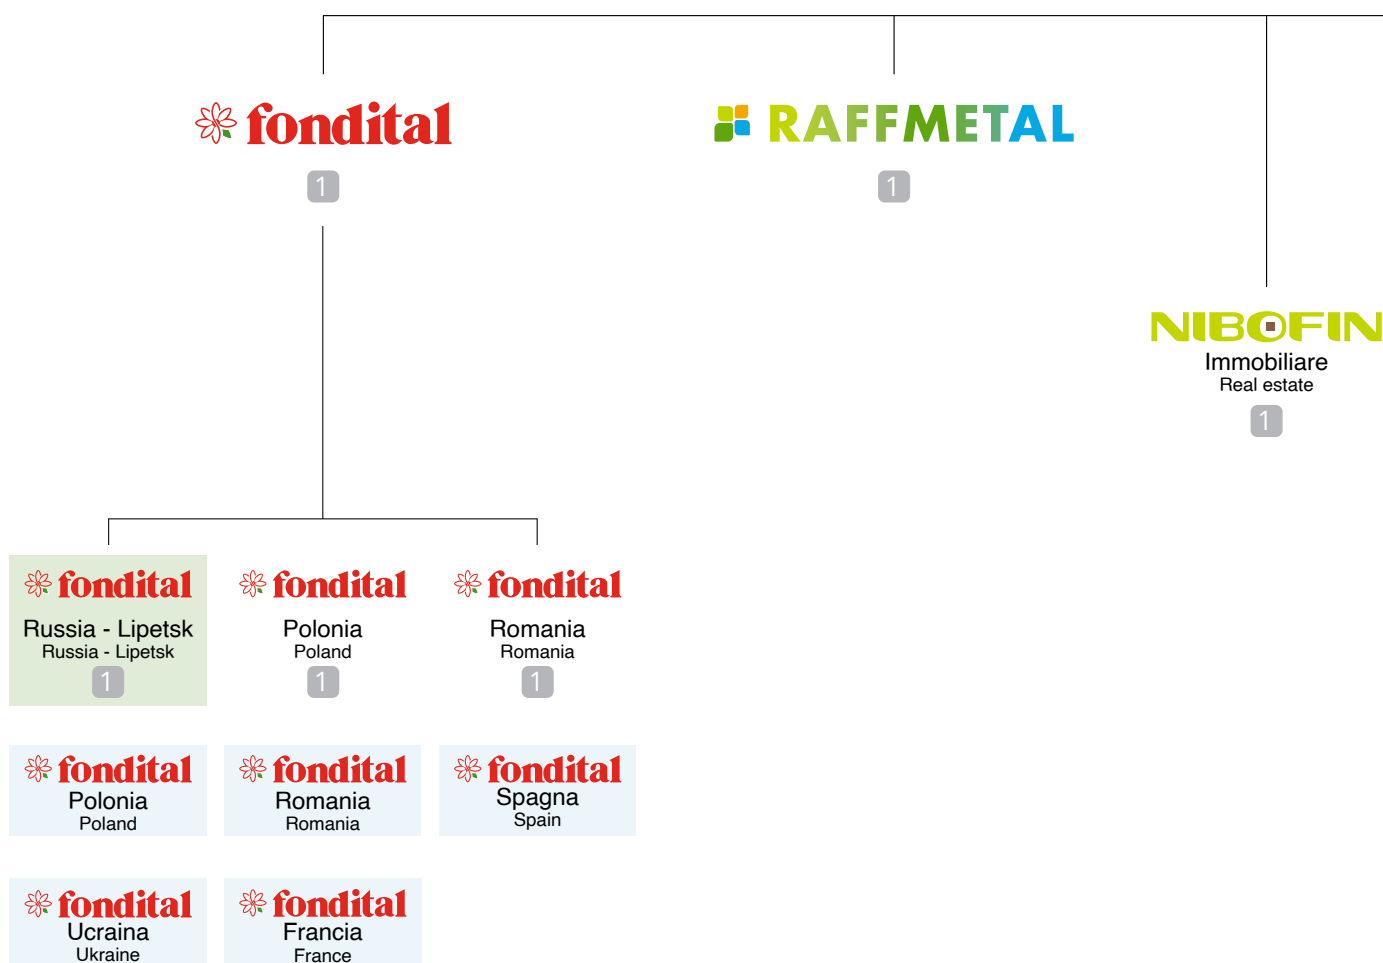 fondital
RAFFMETAL
1
1
NIBOFIN
Immobiliare
Real estate
1
fondital
fondital
fondital
Russia - Lipetsk
Polonia
Romania
Russia - Lipetsk
Poland
Romania
1
1
1
fondital
fondital
fondital
Polonia
Romania
Spagna
Poland
Romania
Spain
fondital
fondital
Ucraina
Francia
Ukraine
France